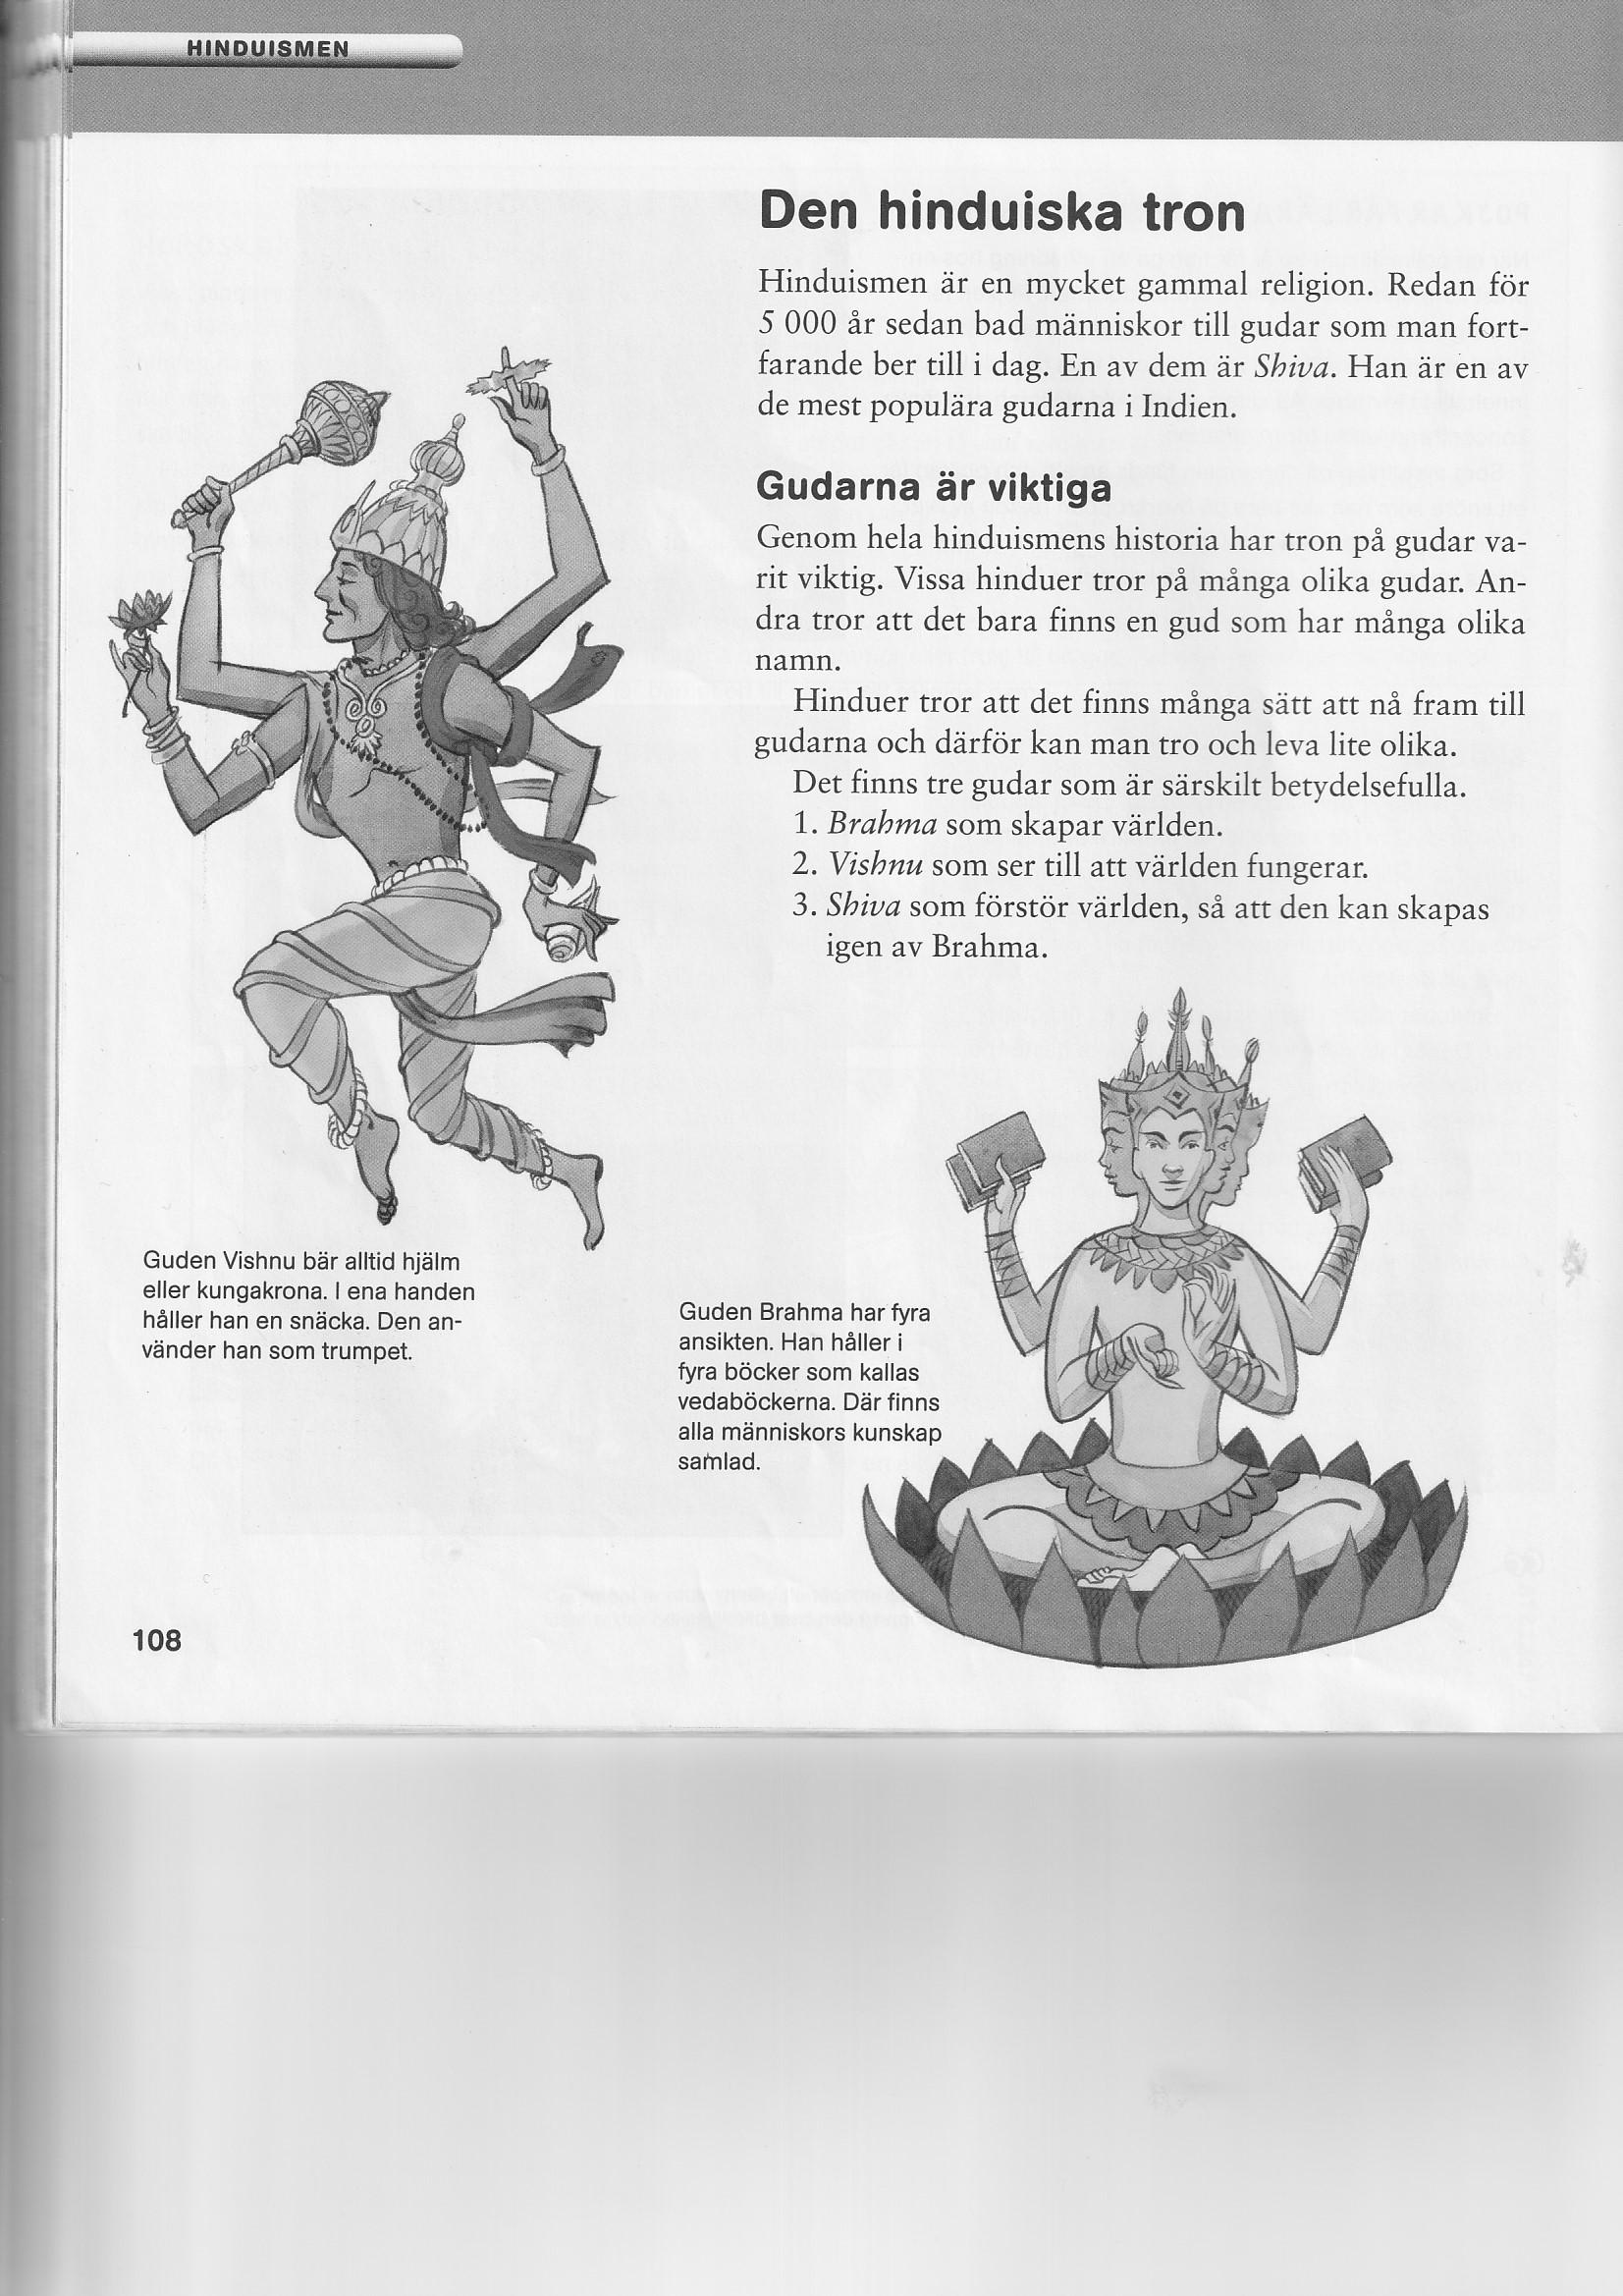 HINDUISMEN
Den hinduiska tron
Hinduismen är en mycket gammal religion. Redan för
5 000 år sedan bad människor till gudar som man fort-
farande ber till i dag. En av dem är Shiva. Han är en av
de mest populära gudarna i Indien.
Gudarna är viktiga
Genom hela hinduismens historia har tron på gudar va-
rit viktig. Vissa hinduer tror på många olika gudar. An-
dra tror att det bara finns en gud som har många olika
namn.
Hinduer tror att det finns många sätt att nå fram till
gudarna och därför kan man tro och leva lite olika.
Det finns tre gudar som är särskilt betydelsefulla.
1. Brahma som skapar världen.
2. Vishnu som ser till att världen fungerar.
3. Shiva som förstör världen, så att den kan skapas
igen av Brahma.
Guden Vishnu bär alltid hjälm
eller kungakrona. I ena handen
håller han en snäcka. Den an-
vänder han som trumpet.
Guden Brahma har fyra
ansikten. Han håller i
fyra böcker som kallas
vedaböckerna. Där finns
alla människors kunskap
samlad.
108